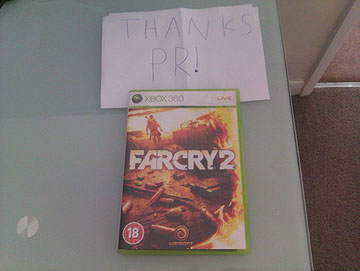 THANKS
PR!
XBOX 360
LIVE
FARCRY 2
18
UBISOFT